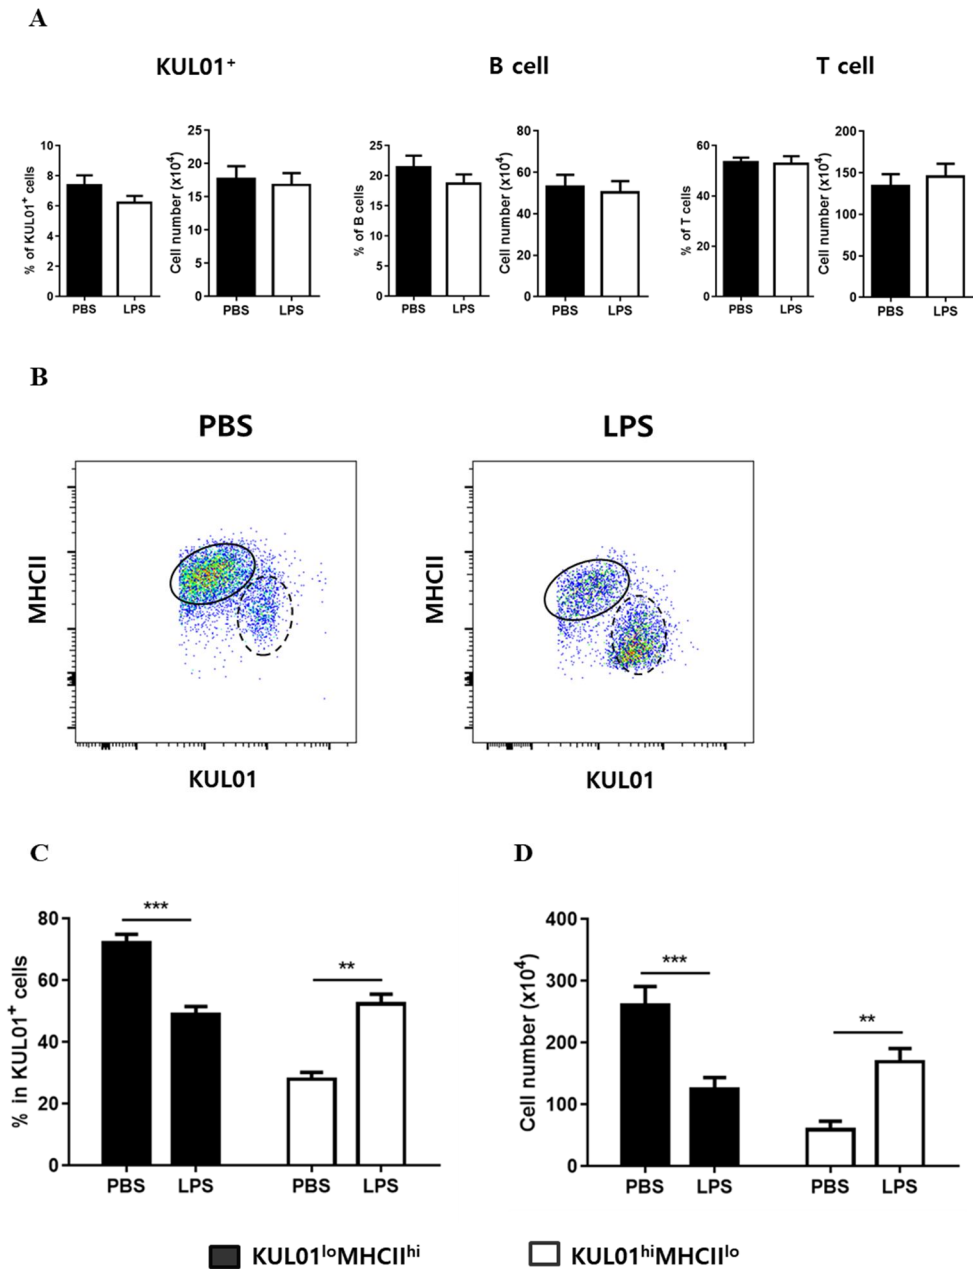 A
KUL01⁺ B cell T cell
% of KUL01⁺ cells
10
8
6
4
2
0
PBS LPS
Cell number (x10⁴)
25
20
15
10
5
0
PBS LPS
% of B cells
25
20
15
10
5
0
PBS LPS
Cell number (x10⁴)
80
60
40
20
0
PBS LPS
% of T cells
60
40
20
0
PBS LPS
Cell number (x10⁴)
200
150
100
50
0
PBS LPS
B
PBS
MHCII
KUL01
LPS
MHCII
KUL01
C
% in KUL01⁺ cells
80
60
40
20
0
***
**
PBS LPS PBS LPS
D
Cell number (x10⁴)
400
300
200
100
0
***
**
PBS LPS PBS LPS
KUL01ˡᵒMHCIIʰⁱ KUL01ʰⁱMHCIIˡᵒ